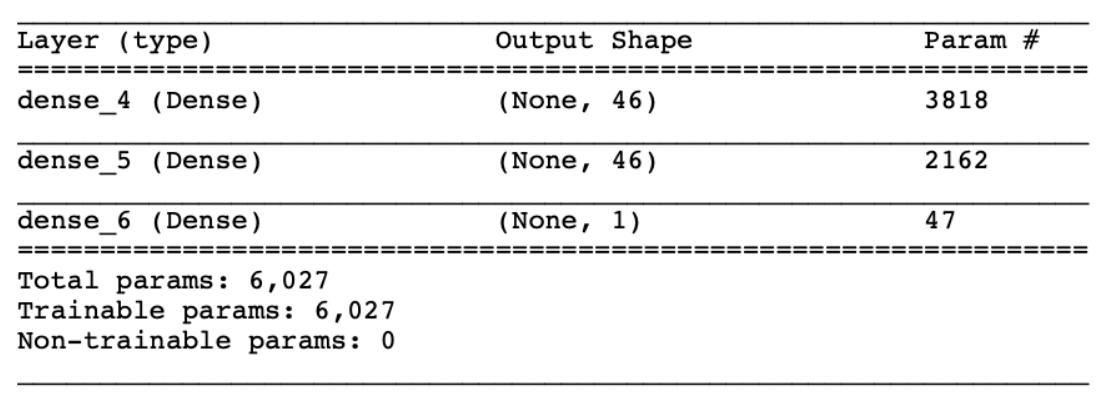 Layer (type) Output Shape Param #
=================================================================
dense_4 (Dense) (None, 46) 3818
dense_5 (Dense) (None, 46) 2162
dense_6 (Dense) (None, 1) 47
=================================================================
Total params: 6,027
Trainable params: 6,027
Non-trainable params: 0